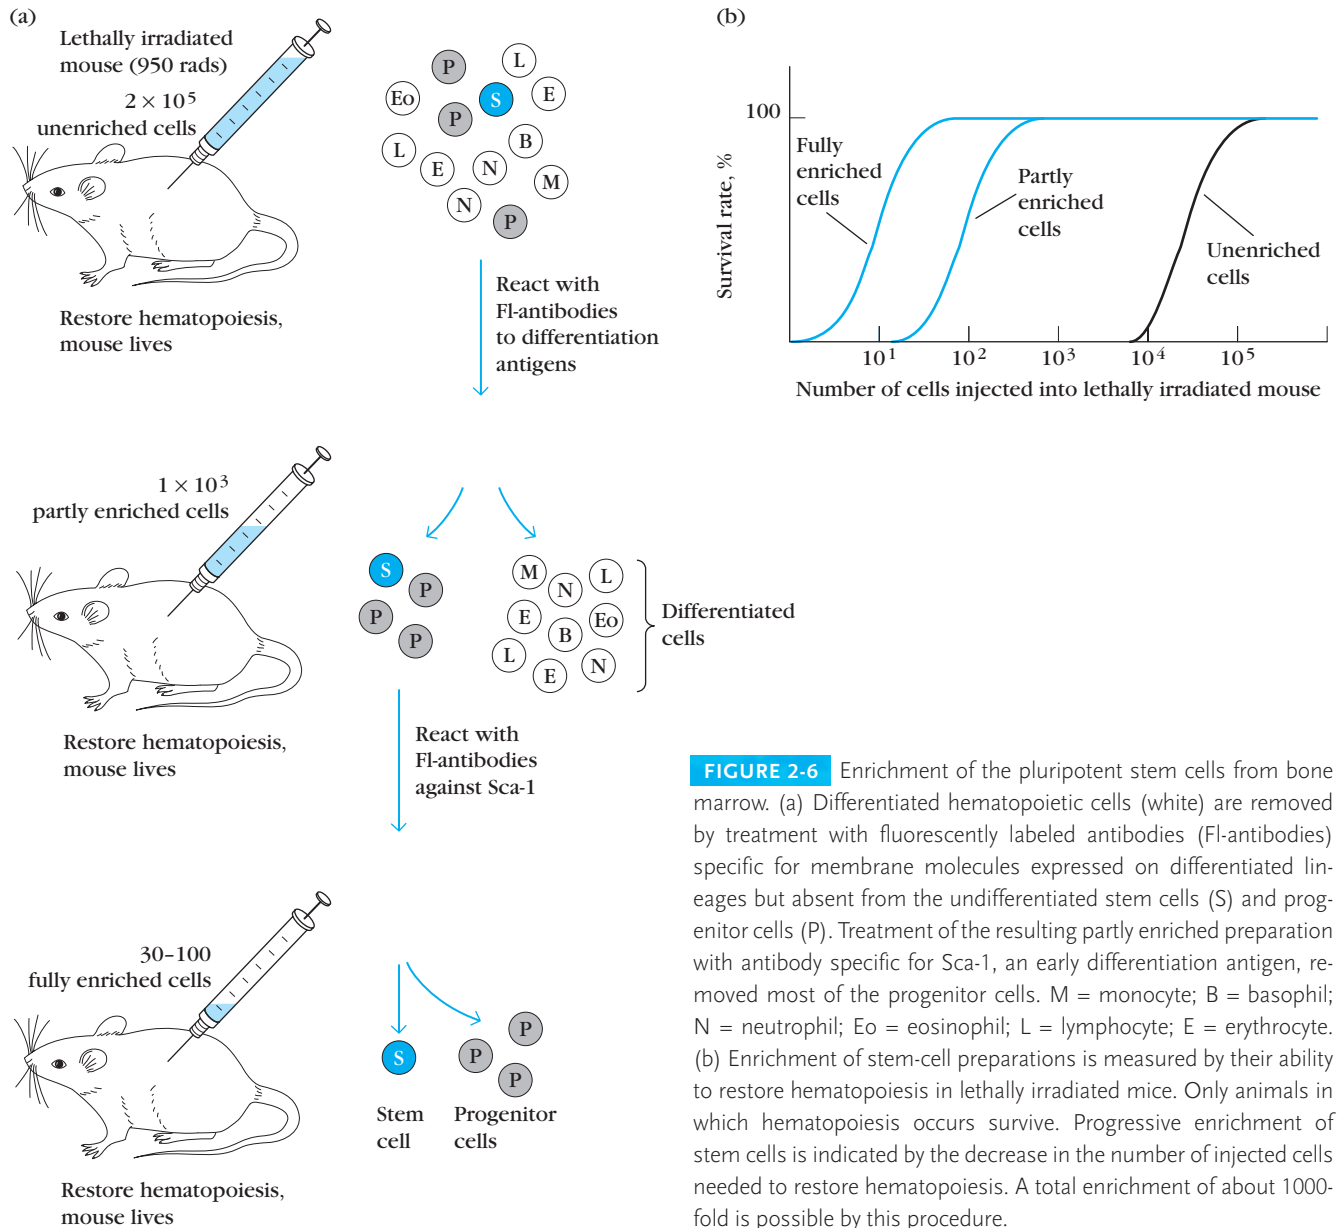 (a)
Lethally irradiated
mouse (950 rads)
2 × 10⁵
unenriched cells
Restore hematopoiesis,
mouse lives
P
L
Eo
S
E
P
L
B
E
N
M
N
P
React with
Fl-antibodies
to differentiation
antigens
1 × 10³
partly enriched cells
Restore hematopoiesis,
mouse lives
S
P
P
P
M
N
L
E
B
Eo
L
E
N
Differentiated
cells
React with
Fl-antibodies
against Sca-1
30–100
fully enriched cells
Restore hematopoiesis,
mouse lives
S
P
P
P
Stem
cell
Progenitor
cells
(b)
Survival rate, %
100
Fully
enriched
cells
Partly
enriched
cells
Unenriched
cells
10¹ 10² 10³ 10⁴ 10⁵
Number of cells injected into lethally irradiated mouse
FIGURE 2-6 Enrichment of the pluripotent stem cells from bone
marrow. (a) Differentiated hematopoietic cells (white) are removed
by treatment with fluorescently labeled antibodies (Fl-antibodies)
specific for membrane molecules expressed on differentiated lin-
eages but absent from the undifferentiated stem cells (S) and prog-
enitor cells (P). Treatment of the resulting partly enriched preparation
with antibody specific for Sca-1, an early differentiation antigen, re-
moved most of the progenitor cells. M = monocyte; B = basophil;
N = neutrophil; Eo = eosinophil; L = lymphocyte; E = erythrocyte.
(b) Enrichment of stem-cell preparations is measured by their ability
to restore hematopoiesis in lethally irradiated mice. Only animals in
which hematopoiesis occurs survive. Progressive enrichment of
stem cells is indicated by the decrease in the number of injected cells
needed to restore hematopoiesis. A total enrichment of about 1000-
fold is possible by this procedure.